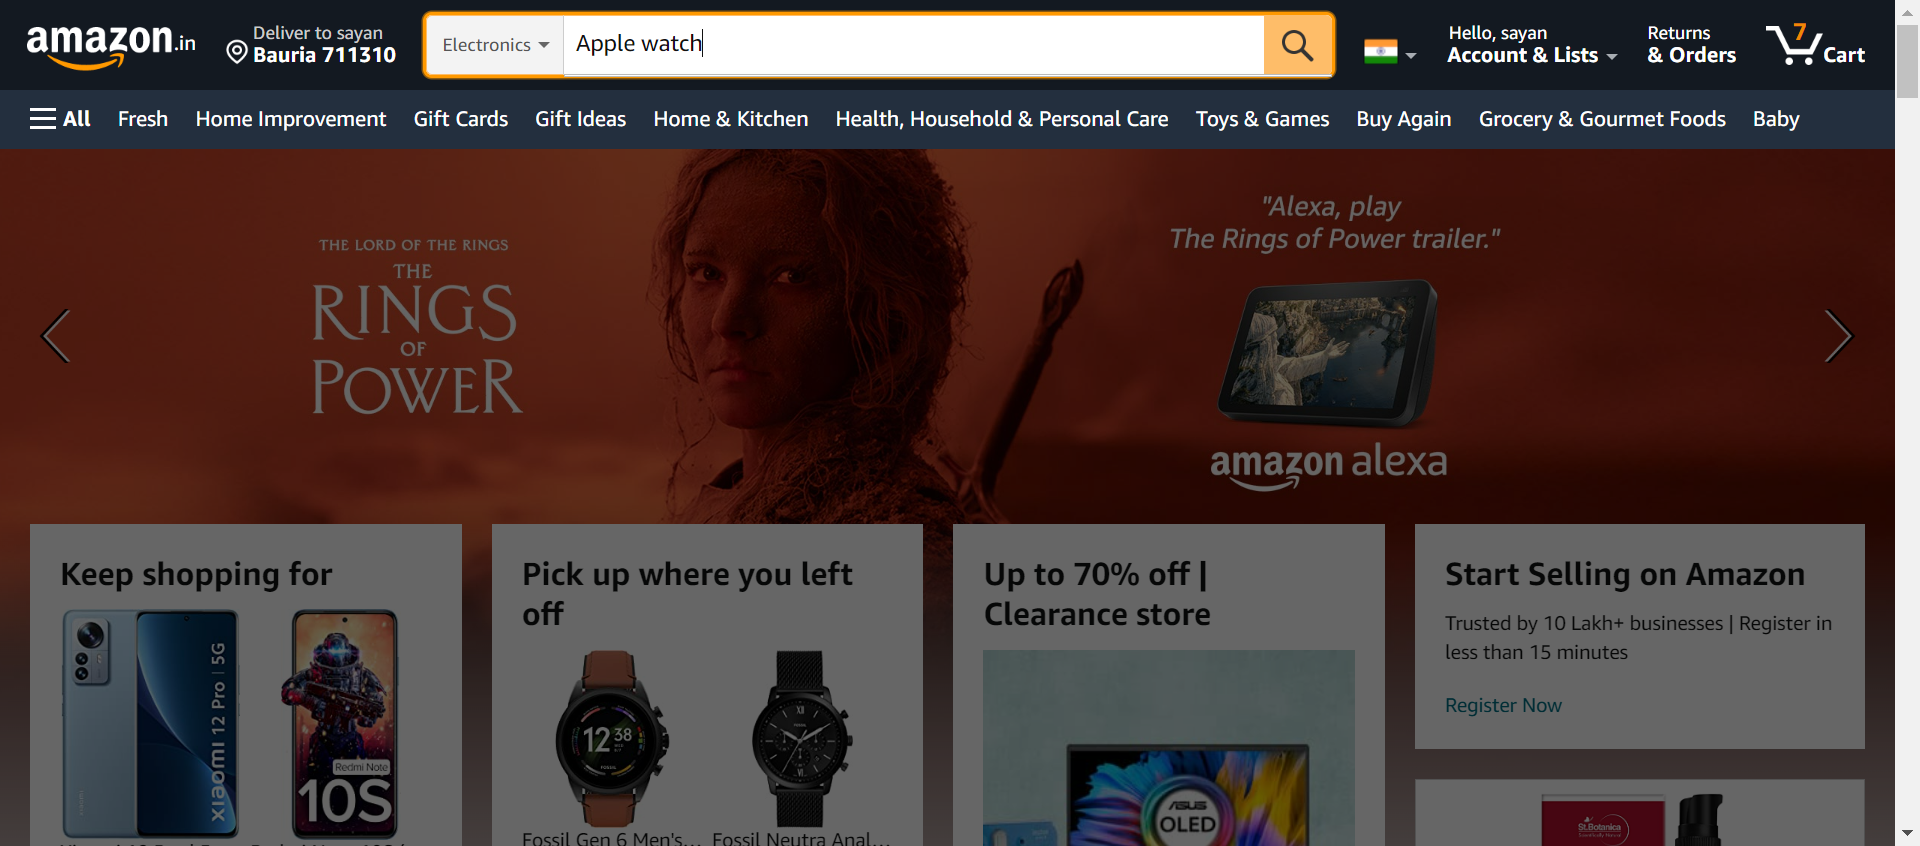 amazon.in
Deliver to sayan
Bauria 711310
Electronics
Apple watch
Hello, sayan
Account & Lists
Returns
& Orders
7
Cart
All
Fresh
Home Improvement
Gift Cards
Gift Ideas
Home & Kitchen
Health, Household & Personal Care
Toys & Games
Buy Again
Grocery & Gourmet Foods
Baby
THE LORD OF THE RINGS
THE
RINGS
OF
POWER
"Alexa, play
The Rings of Power trailer."
amazon alexa
Keep shopping for
xiaomi 12 Pro | 5G
Redmi Note
10S
Pick up where you left
off
12 38
FOSSIL
Fossil Gen 6 Men's...
Fossil Neutra Anal...
Up to 70% off |
Clearance store
ASUS
OLED
Start Selling on Amazon
Trusted by 10 Lakh+ businesses | Register in
less than 15 minutes
Register Now
St.Botanica